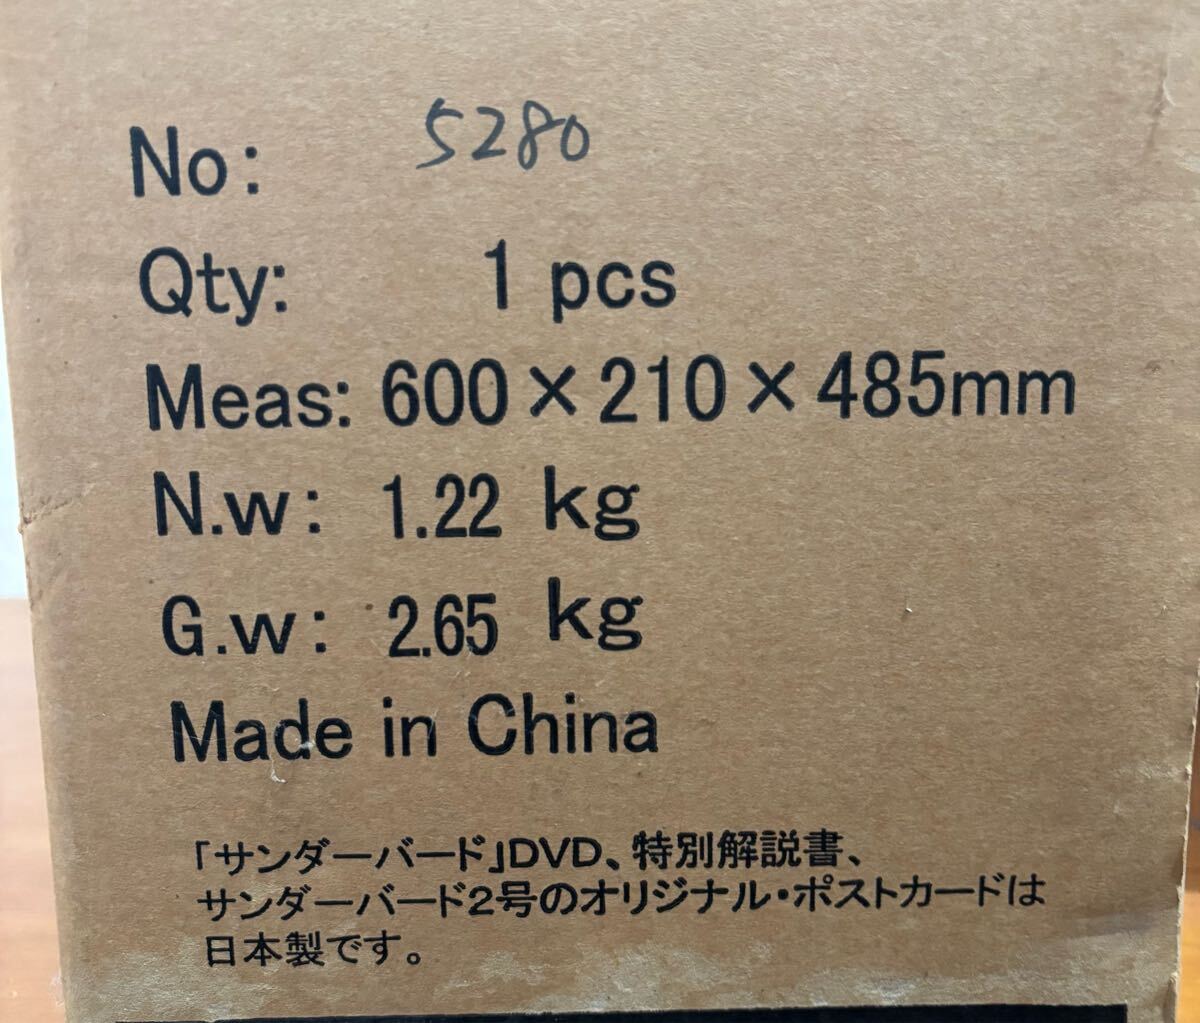 No: 5280
Qty: 1 pcs
Meas: 600×210×485mm
N.w: 1.22 kg
G.w: 2.65 kg
Made in China
「サンダーバード」DVD、特別解説書、
サンダーバード2号のオリジナル・ポストカードは
日本製です。